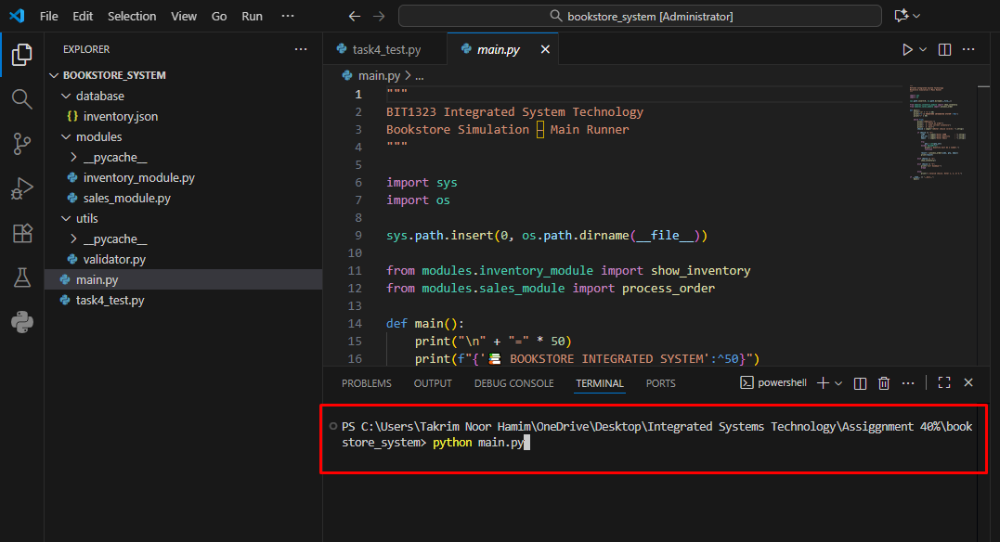 File Edit Selection View Go Run ··· bookstore_system [Administrator]
EXPLORER ···
BOOKSTORE_SYSTEM
database
{} inventory.json
modules
__pycache__
inventory_module.py
sales_module.py
utils
__pycache__
validator.py
main.py
task4_test.py
task4_test.py main.py
main.py > ...
1 """
2 BIT1323 Integrated System Technology
3 Bookstore Simulation – Main Runner
4 """
5
6 import sys
7 import os
8
9 sys.path.insert(0, os.path.dirname(__file__))
10
11 from modules.inventory_module import show_inventory
12 from modules.sales_module import process_order
13
14 def main():
15 print("\n" + "=" * 50)
16 print(f"{'📚 BOOKSTORE INTEGRATED SYSTEM':^50}")
PROBLEMS OUTPUT DEBUG CONSOLE TERMINAL PORTS powershell
PS C:\Users\Takrim Noor Hamim\OneDrive\Desktop\Integrated Systems Technology\Assiggnment 40%\book
store_system> python main.py